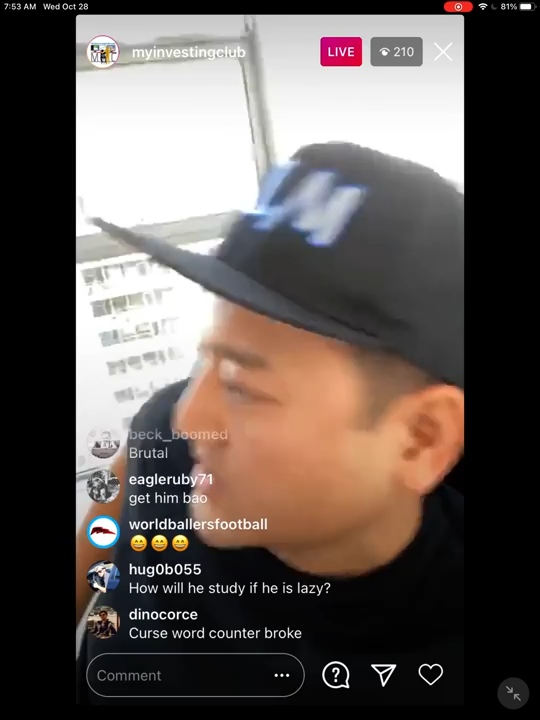 7:53 AM Wed Oct 28
81%
myinvestingclub
LIVE
210
beck_boomed
Brutal
eagleruby71
get him bao
worldballersfootball
😄😄😄
hug0b055
How will he study if he is lazy?
dinocorce
Curse word counter broke
Comment